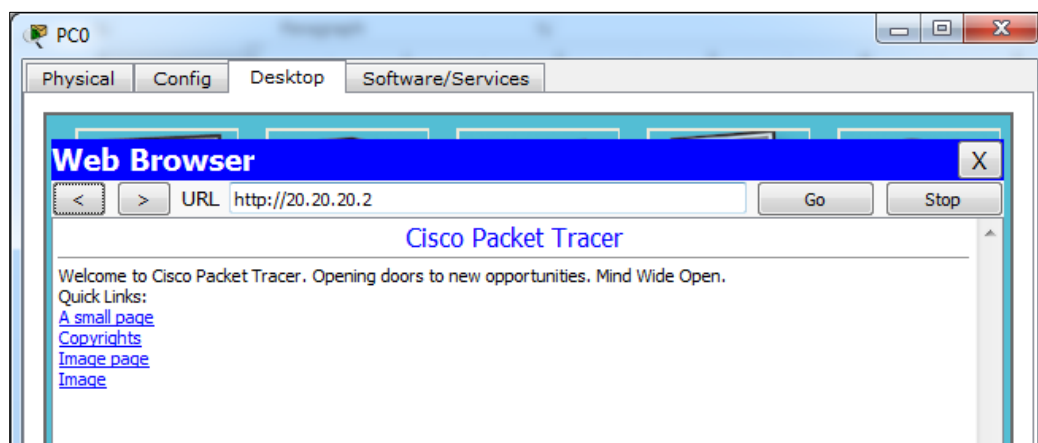 PC0
Physical Config Desktop Software/Services
Web Browser X
< > URL http://20.20.20.2 Go Stop
Cisco Packet Tracer
Welcome to Cisco Packet Tracer. Opening doors to new opportunities. Mind Wide Open.
Quick Links:
A small page
Copyrights
Image page
Image